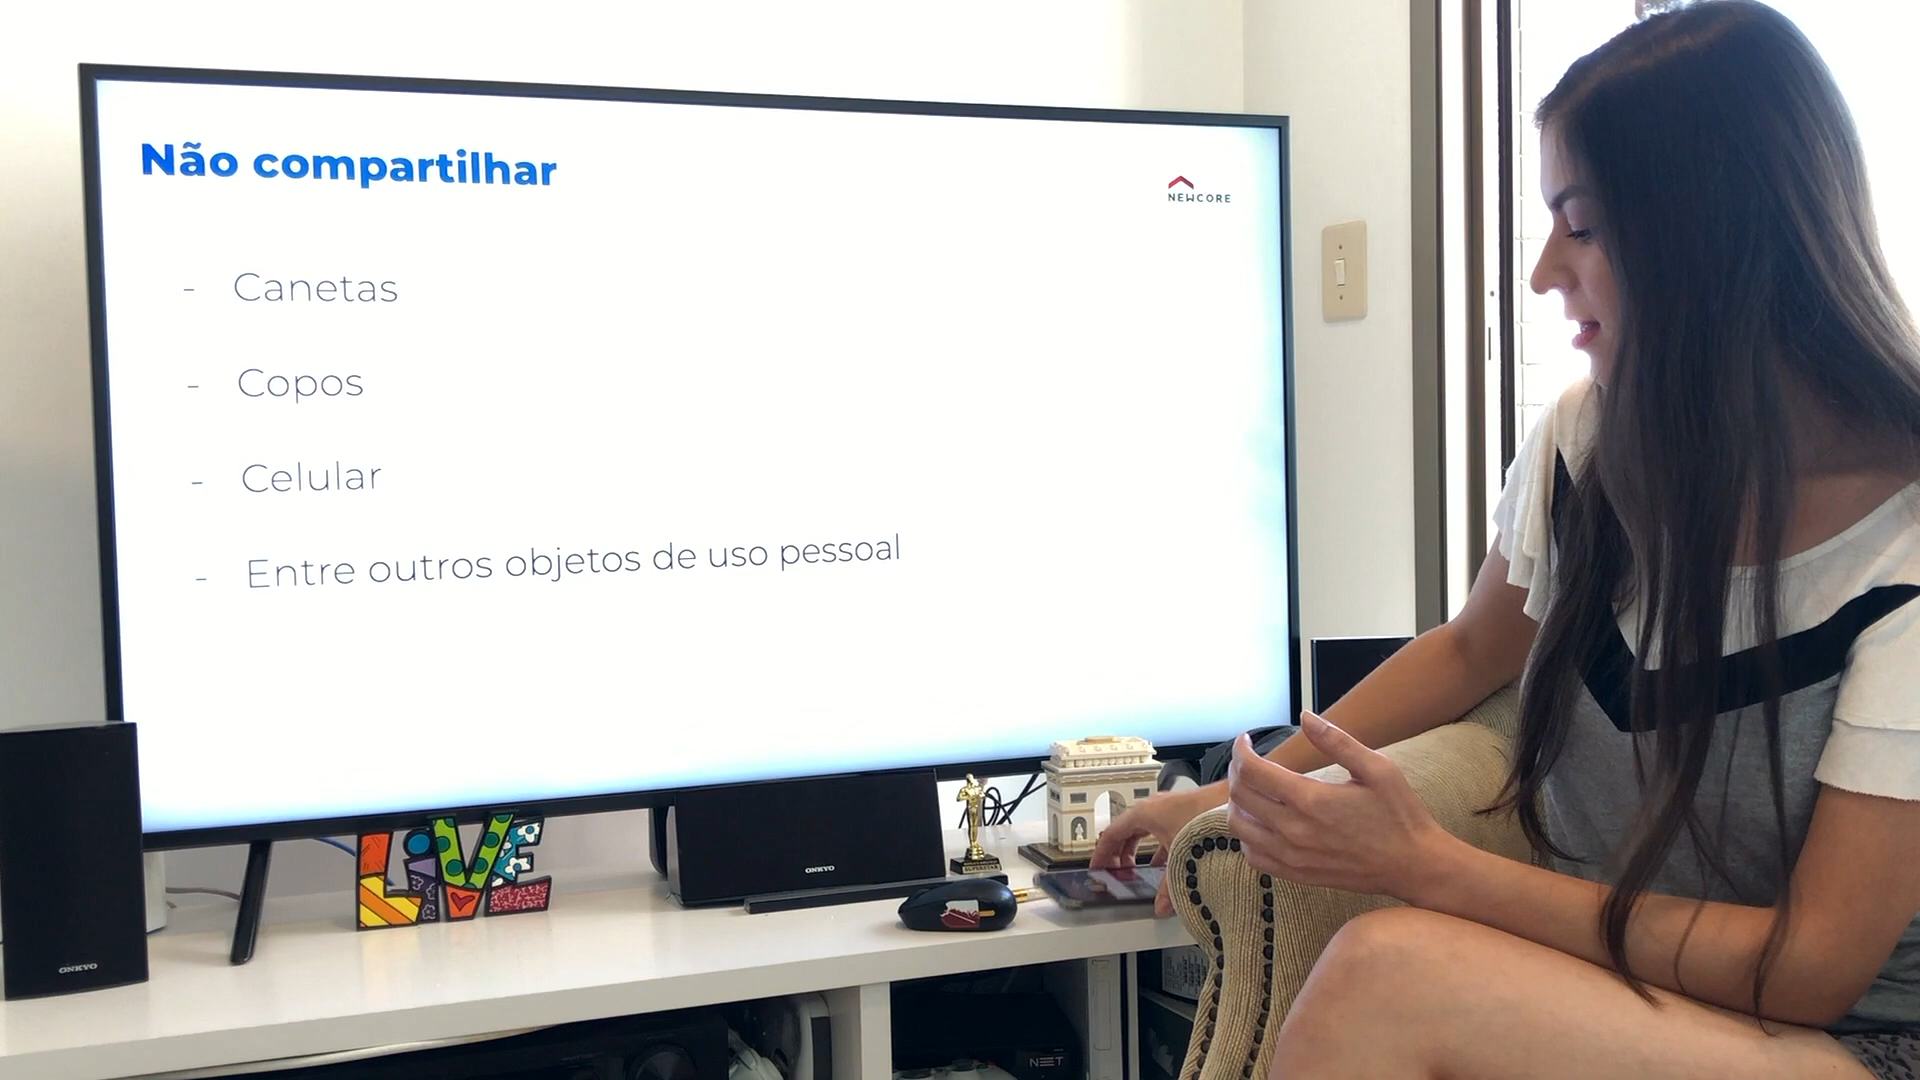 Não compartilhar
NEWCORE
- Canetas
- Copos
- Celular
- Entre outros objetos de uso pessoal
LiVE
ONKYO
ONKYO
NET